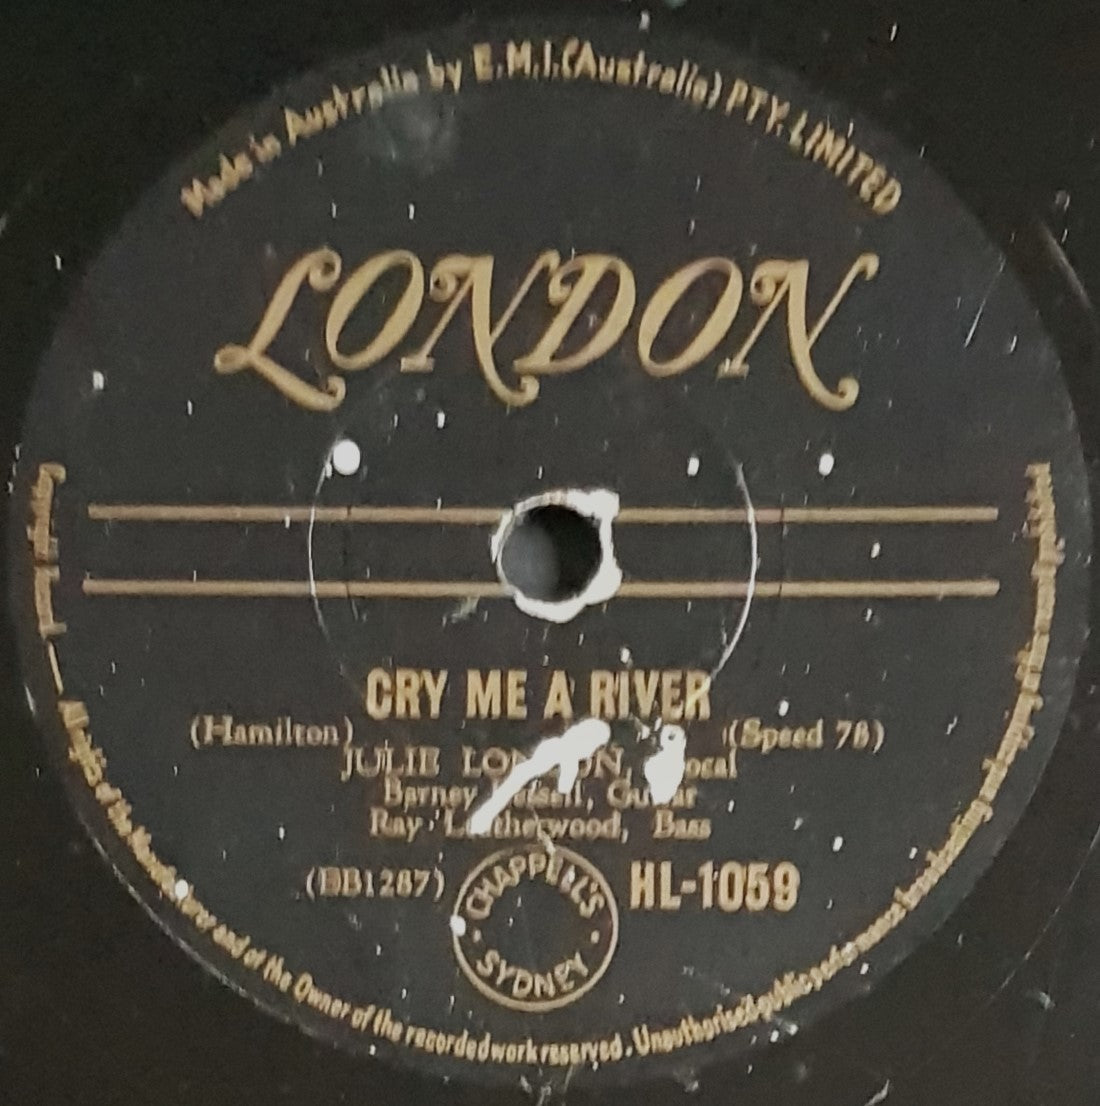 Made in Australia by E.M.I.(Australia) PTY. LIMITED
LONDON
CRY ME A RIVER
(Hamilton)
(Speed 78)
JULIE LONDON, Vocal
Barney Kessell, Guitar
Ray Leatherwood, Bass
(BB1287)
HL-1059
CHAPPELL'S
SYDNEY
All rights of the Manufacturer and of the Owner of the recorded work reserved. Unauthorised public performance broadcasting and copying of this record prohibited